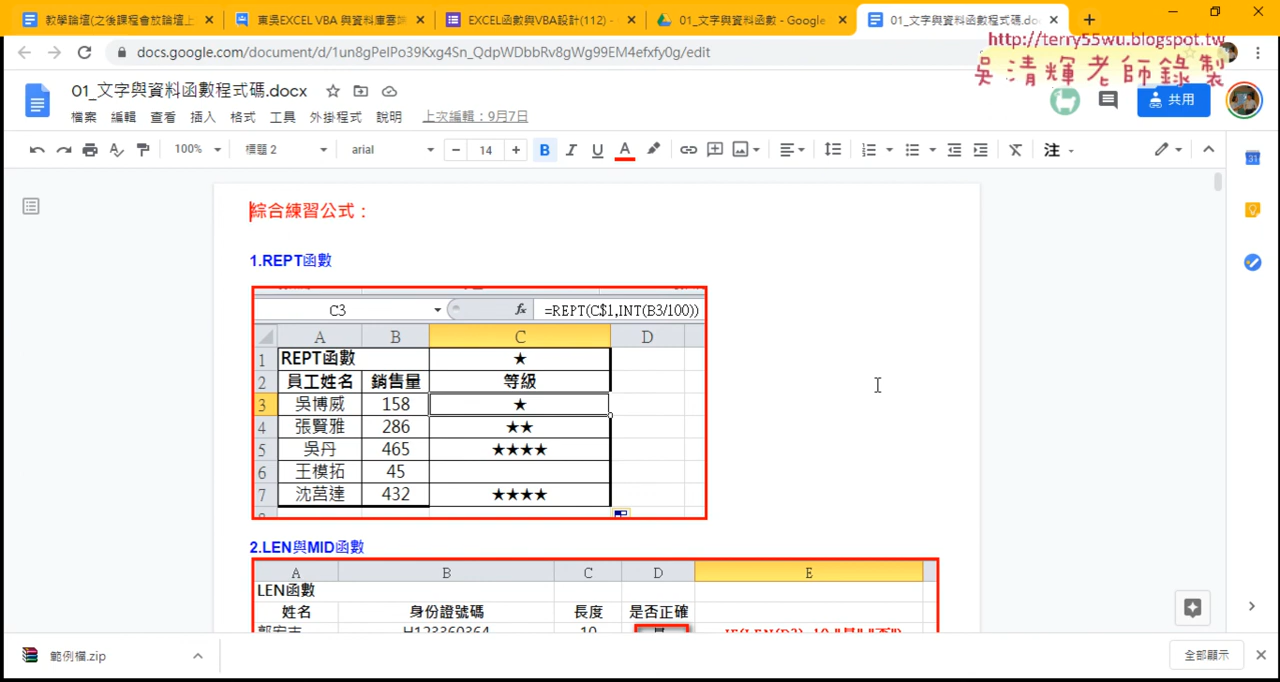 教學論壇(之後課程會放論壇上
東吳EXCEL VBA 與資料庫雲端
EXCEL函數與VBA設計(112) -
01_文字與資料函數 - Google
01_文字與資料函數程式碼.do
http://terry55wu.blogspot.tw
吳清輝老師錄製
docs.google.com/document/d/1un8gPelPo39Kxg4Sn_QdpWDbbRv8gWg99EM4efxfy0g/edit
01_文字與資料函數程式碼.docx
共用
檔案 編輯 查看 插入 格式 工具 外掛程式 說明 上次編輯：9月7日
100% 標題 2 arial 14 B I U A 注
綜合練習公式：
1.REPT函數
C3 fx =REPT(C$1,INT(B3/100))
A B C D
1 REPT函數 ★
2 員工姓名 銷售量 等級
3 吳博威 158 ★
4 張賢雅 286 ★★
5 吳丹 465 ★★★★
6 王模拓 45
7 沈莒達 432 ★★★★
2.LEN與MID函數
A B C D E
LEN函數
姓名 身份證號碼 長度 是否正確
H123360364 10
範例檔.zip
全部顯示